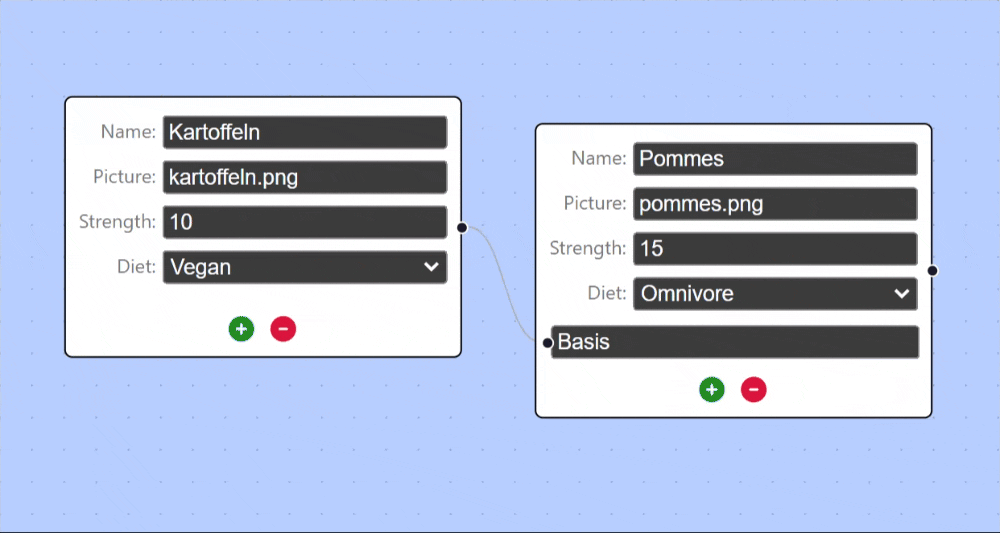 Name: Kartoffeln
Picture: kartoffeln.png
Strength: 10
Diet: Vegan
Name: Pommes
Picture: pommes.png
Strength: 15
Diet: Omnivore
Basis